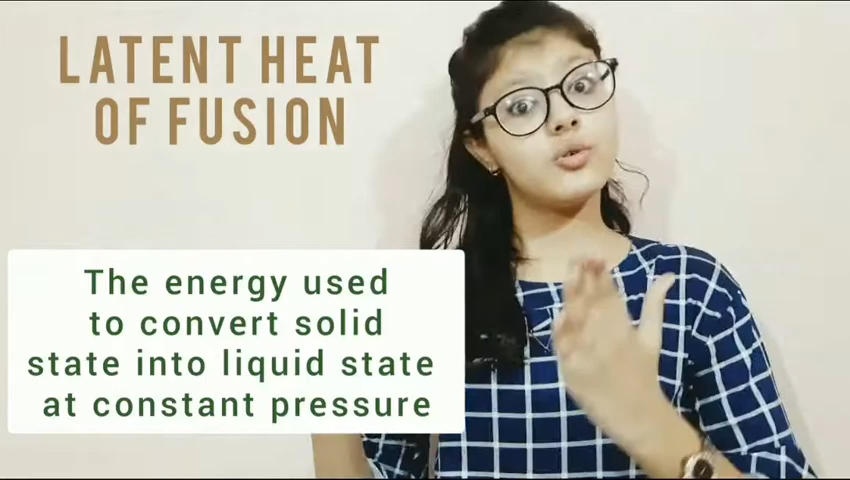 LATENT HEAT
OF FUSION
The energy used
to convert solid
state into liquid state
at constant pressure